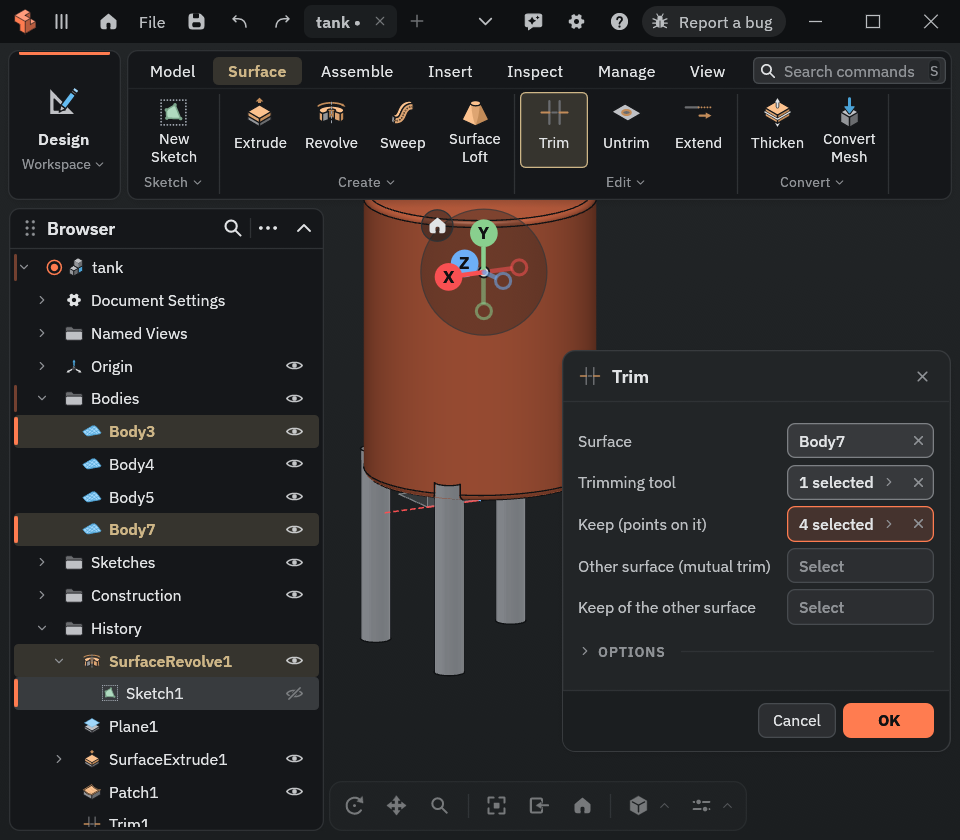 File
tank •
Report a bug
Design
Workspace
Model
Surface
Assemble
Insert
Inspect
Manage
View
Search commands
S
New
Sketch
Extrude
Revolve
Sweep
Surface
Loft
Trim
Untrim
Extend
Thicken
Convert
Mesh
Sketch
Create
Edit
Convert
Browser
tank
Document Settings
Named Views
Origin
Bodies
Body3
Body4
Body5
Body7
Sketches
Construction
History
SurfaceRevolve1
Sketch1
Plane1
SurfaceExtrude1
Patch1
Trim1
Y
Z
X
Trim
Surface
Body7
Trimming tool
1 selected
Keep (points on it)
4 selected
Other surface (mutual trim)
Select
Keep of the other surface
Select
OPTIONS
Cancel
OK